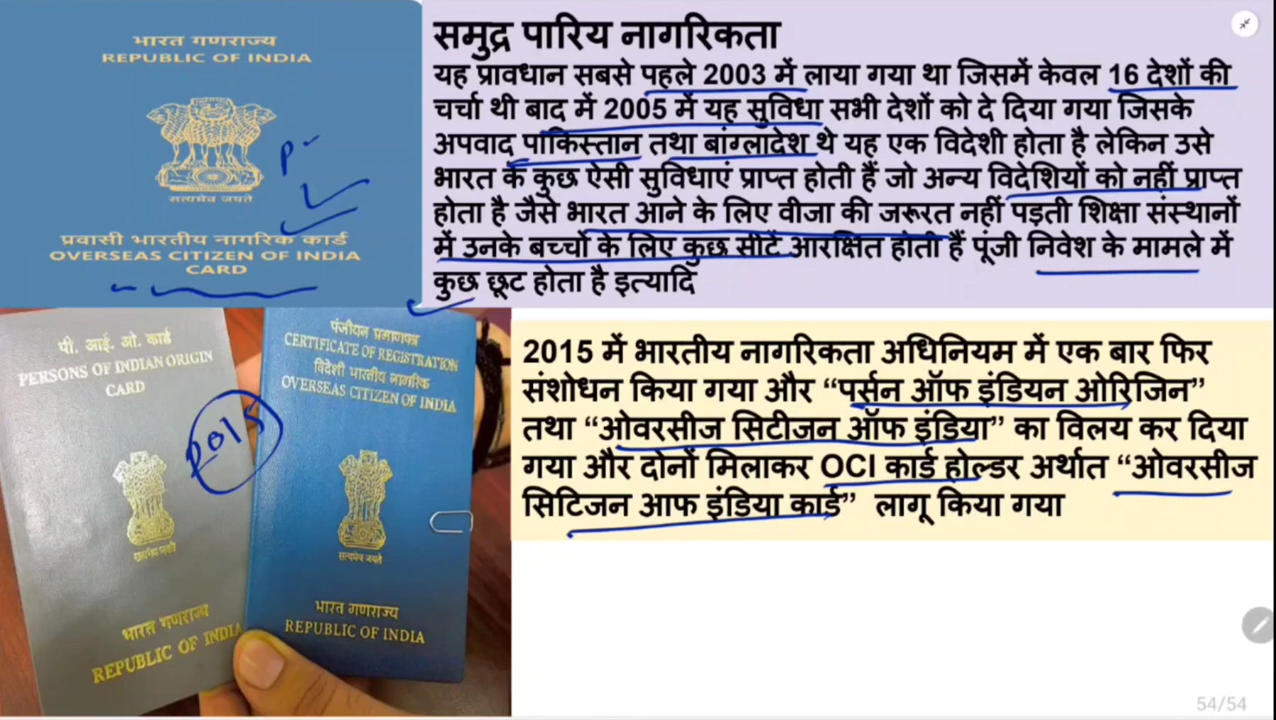 भारत गणराज्य
REPUBLIC OF INDIA
सत्यमेव जयते
प्रवासी भारतीय नागरिक कार्ड
OVERSEAS CITIZEN OF INDIA
CARD
समुद्र पारिय नागरिकता
यह प्रावधान सबसे पहले 2003 में लाया गया था जिसमें केवल 16 देशों की
चर्चा थी बाद में 2005 में यह सुविधा सभी देशों को दे दिया गया जिसके
अपवाद पाकिस्तान तथा बांग्लादेश थे यह एक विदेशी होता है लेकिन उसे
भारत के कुछ ऐसी सुविधाएं प्राप्त होती हैं जो अन्य विदेशियों को नहीं प्राप्त
होता है जैसे भारत आने के लिए वीजा की जरूरत नहीं पड़ती शिक्षा संस्थानों
में उनके बच्चों के लिए कुछ सीटें आरक्षित होती हैं पूंजी निवेश के मामले में
कुछ छूट होता है इत्यादि
पी. आई. ओ. कार्ड
PERSONS OF INDIAN ORIGIN
CARD
2015
भारत गणराज्य
REPUBLIC OF INDIA
पंजीयन प्रमाणपत्र
CERTIFICATE OF REGISTRATION
विदेशी भारतीय नागरिक
OVERSEAS CITIZEN OF INDIA
सत्यमेव जयते
भारत गणराज्य
REPUBLIC OF INDIA
2015 में भारतीय नागरिकता अधिनियम में एक बार फिर
संशोधन किया गया और “पर्सन ऑफ इंडियन ओरिजिन”
तथा “ओवरसीज सिटीजन ऑफ इंडिया” का विलय कर दिया
गया और दोनों मिलाकर OCI कार्ड होल्डर अर्थात “ओवरसीज
सिटिजन आफ इंडिया कार्ड” लागू किया गया
54/54